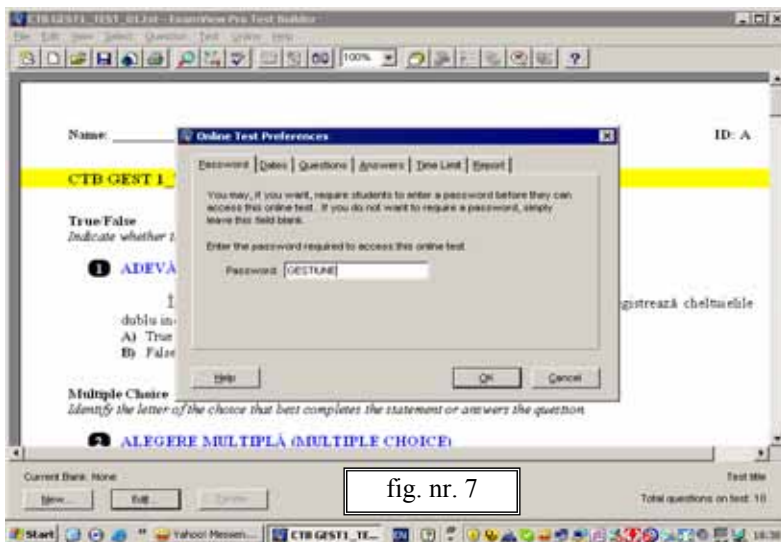 CTB GEST1_TEST_01.tst - ExamView Pro Test Builder
File Edit View Select Question Test Online Help
100%
Name:
ID: A
CTB GEST 1_
True/False
Indicate whether
1 ADEVĂ
gistrează cheltuelile
dublu in
A) True
B) False
Multiple Choice
Identify the letter of the choice that best completes the statement or answers the question.
2 ALEGERE MULTIPLĂ (MULTIPLE CHOICE)
Online Test Preferences
Password Dates Questions Answers Time Limit Report
You may, if you want, require students to enter a password before they can
access this online test. If you do not want to require a password, simply
leave this field blank.
Enter the password required to access this online test.
Password: GESTIUNE
Help OK Cancel
Current Bank: None
Test title
New... Edit... Delete
Total questions on test: 10
fig. nr. 7
Start
Yahoo! Messen...
CTB GEST1_TE...